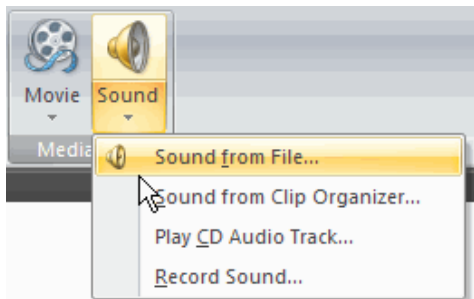 Movie Sound
Media
Sound from File...
Sound from Clip Organizer...
Play CD Audio Track...
Record Sound...